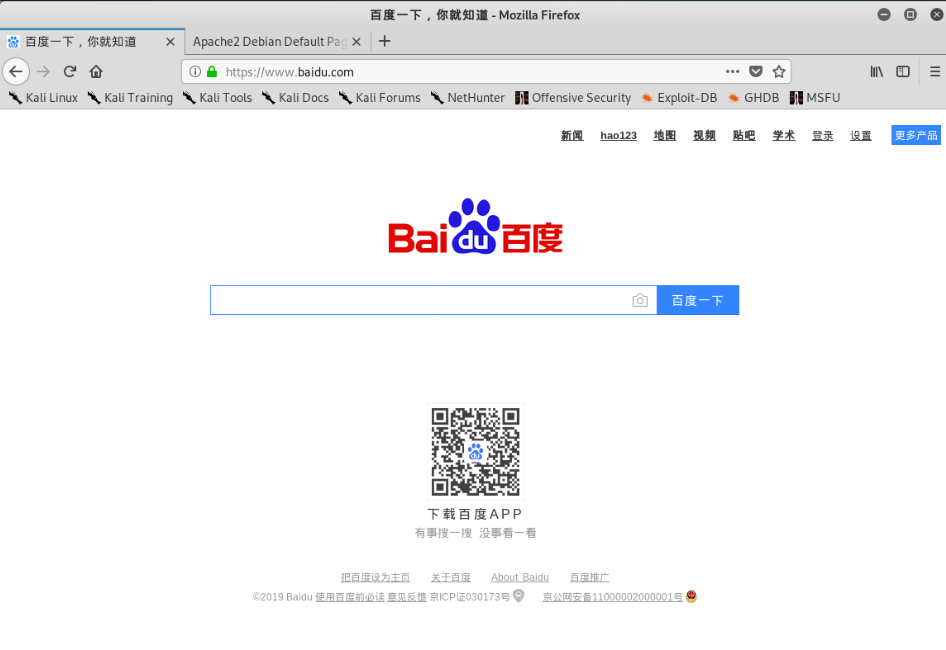 百度一下，你就知道 - Mozilla Firefox
百度一下，你就知道 Apache2 Debian Default Pag
https://www.baidu.com
Kali Linux Kali Training Kali Tools Kali Docs Kali Forums NetHunter Offensive Security Exploit-DB GHDB MSFU
新闻 hao123 地图 视频 贴吧 学术 登录 设置 更多产品
Baidu百度
百度一下
du
下载百度APP
有事搜一搜 没事看一看
把百度设为主页 关于百度 About Baidu 百度推广
©2019 Baidu 使用百度前必读 意见反馈 京ICP证030173号 京公网安备11000002000001号